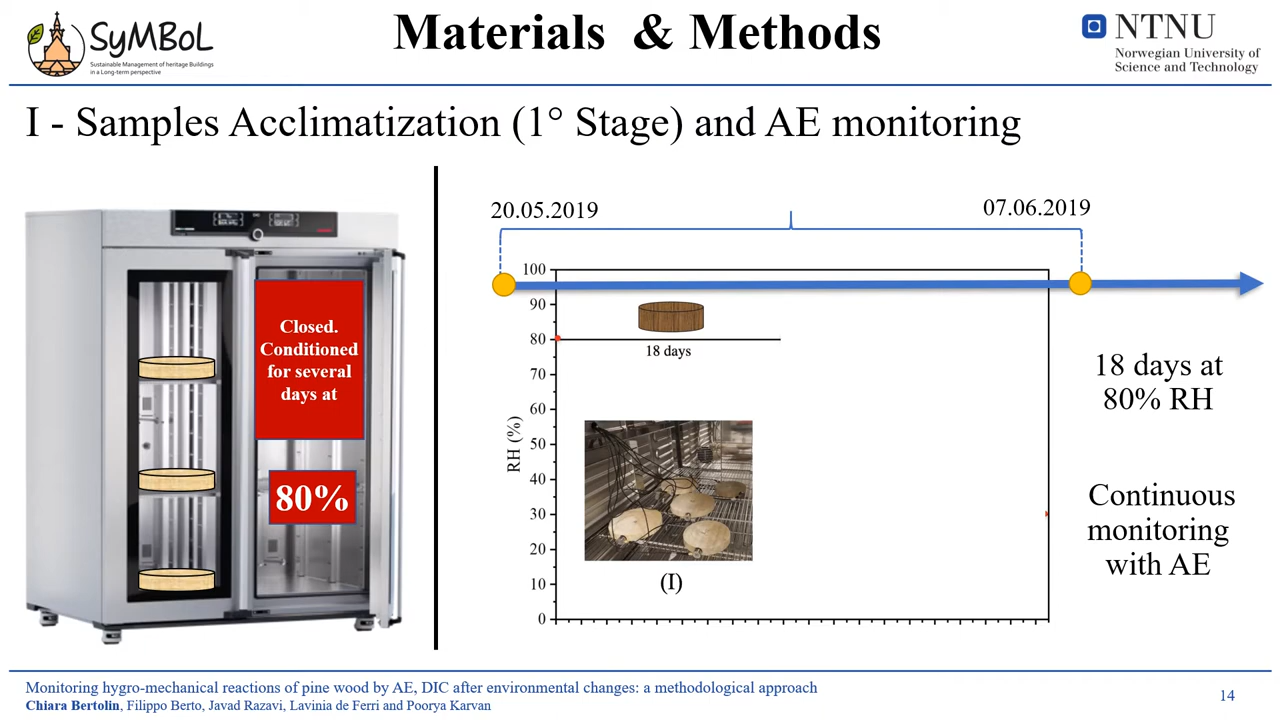 SyMBoL
Sustainable Management of heritage Buildings
in a Long-term perspective
Materials & Methods
NTNU
Norwegian University of
Science and Technology
I - Samples Acclimatization (1° Stage) and AE monitoring
Closed.
Conditioned
for several
days at
80%
20.05.2019
07.06.2019
100
90
80
70
60
50
40
30
20
10
0
RH (%)
18 days
(I)
18 days at
80% RH
Continuous
monitoring
with AE
Monitoring hygro-mechanical reactions of pine wood by AE, DIC after environmental changes: a methodological approach
Chiara Bertolin, Filippo Berto, Javad Razavi, Lavinia de Ferri and Poorya Karvan
14